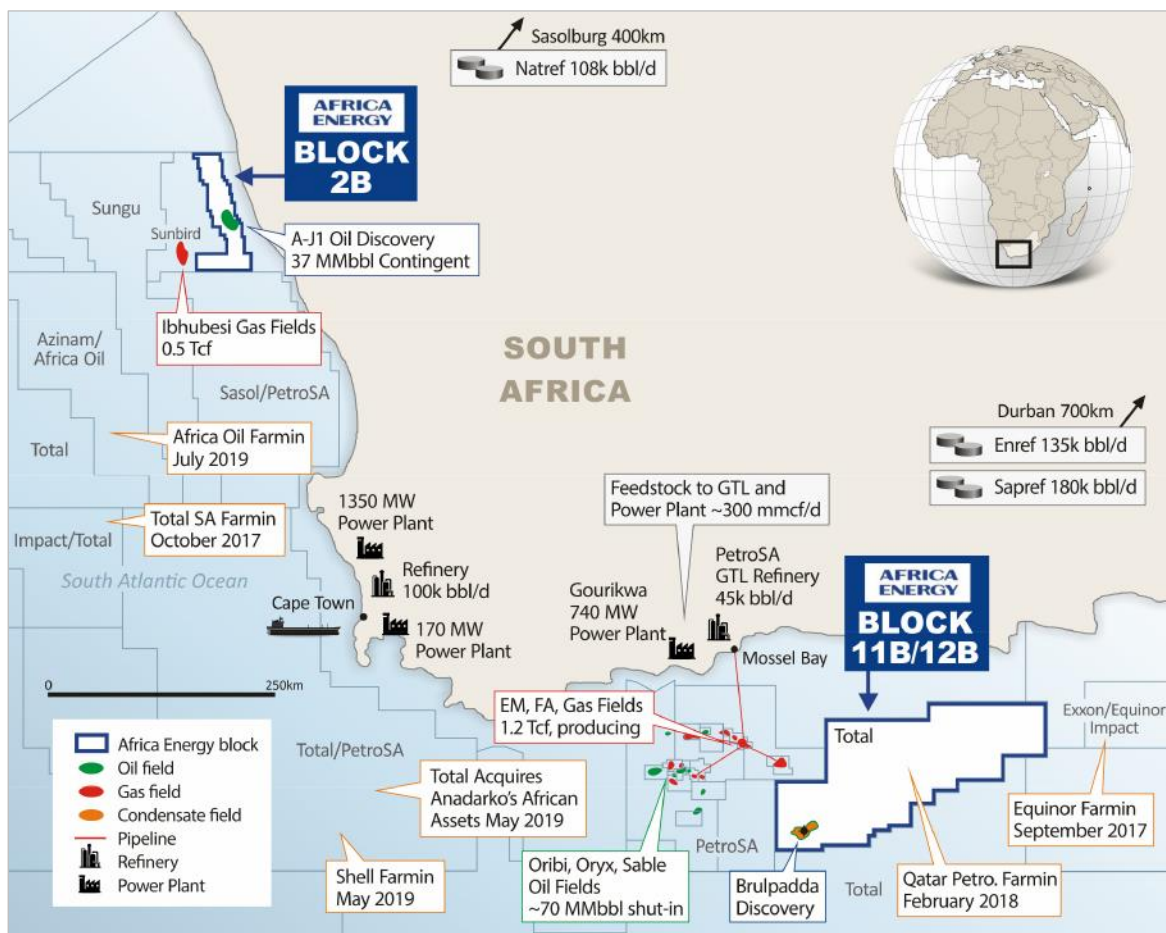 Sasolburg 400km
Natref 108k bbl/d
AFRICA
ENERGY
BLOCK
2B
Sungu
Sunbird
A-J1 Oil Discovery
37 MMbbl Contingent
Ibhubesi Gas Fields
0.5 Tcf
Azinam/
Africa Oil
SOUTH
AFRICA
Sasol/PetroSA
Durban 700km
Enref 135k bbl/d
Sapref 180k bbl/d
Total
Africa Oil Farmin
July 2019
1350 MW
Power Plant
Feedstock to GTL and
Power Plant ~300 mmcf/d
Impact/Total
Total SA Farmin
October 2017
South Atlantic Ocean
Refinery
100k bbl/d
Cape Town
170 MW
Power Plant
Gourikwa
740 MW
Power Plant
PetroSA
GTL Refinery
45k bbl/d
Mossel Bay
AFRICA
ENERGY
BLOCK
11B/12B
0
250km
EM, FA, Gas Fields
1.2 Tcf, producing
Total
Exxon/Equinor
Impact
Africa Energy block
Oil field
Gas field
Condensate field
Pipeline
Refinery
Power Plant
Total/PetroSA
Total Acquires
Anadarko's African
Assets May 2019
Shell Farmin
May 2019
Oribi, Oryx, Sable
Oil Fields
~70 MMbbl shut-in
PetroSA
Brulpadda
Discovery
Total
Qatar Petro. Farmin
February 2018
Equinor Farmin
September 2017